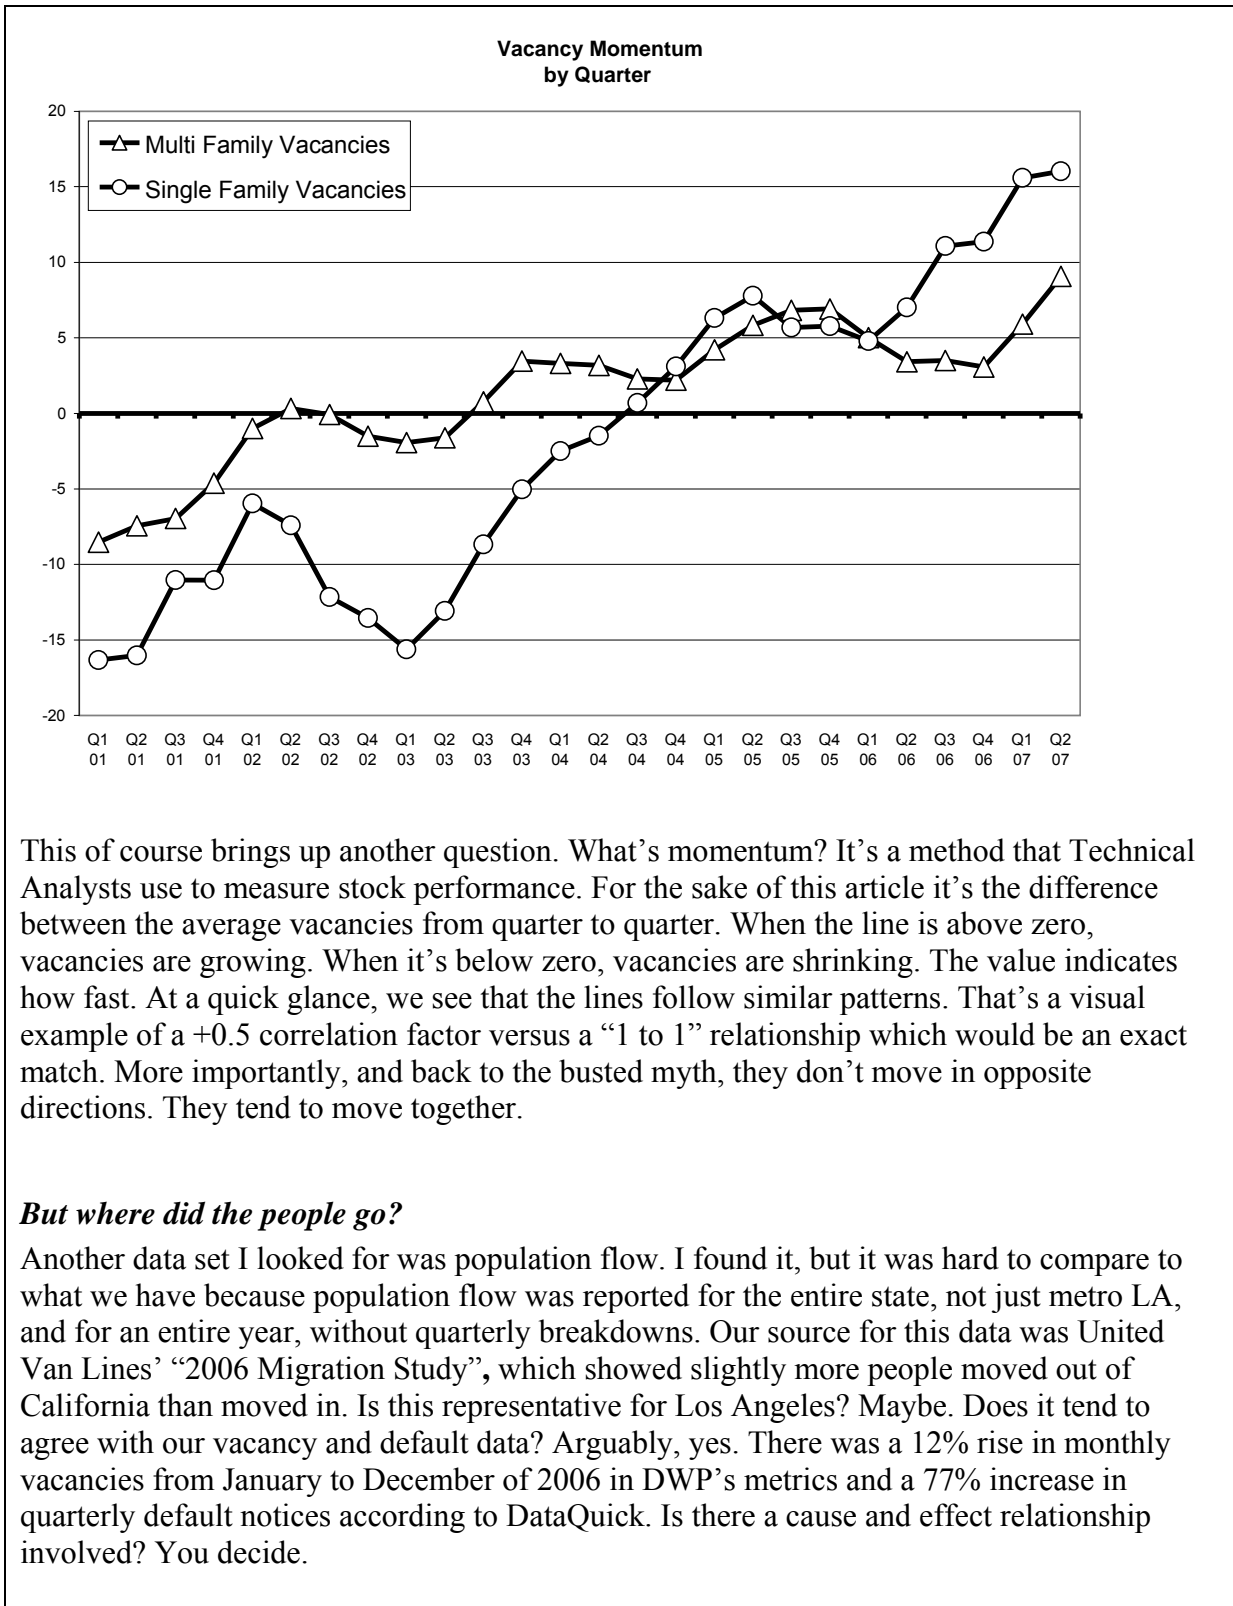 Vacancy Momentum
by Quarter
20
15
10
5
0
-5
-10
-15
-20
Multi Family Vacancies
Single Family Vacancies
Q1 Q2 Q3 Q4 Q1 Q2 Q3 Q4 Q1 Q2 Q3 Q4 Q1 Q2 Q3 Q4 Q1 Q2 Q3 Q4 Q1 Q2 Q3 Q4 Q1 Q2
01 01 01 01 02 02 02 02 03 03 03 03 04 04 04 04 05 05 05 05 06 06 06 06 07 07
This of course brings up another question. What’s momentum? It’s a method that Technical
Analysts use to measure stock performance. For the sake of this article it’s the difference
between the average vacancies from quarter to quarter. When the line is above zero,
vacancies are growing. When it’s below zero, vacancies are shrinking. The value indicates
how fast. At a quick glance, we see that the lines follow similar patterns. That’s a visual
example of a +0.5 correlation factor versus a “1 to 1” relationship which would be an exact
match. More importantly, and back to the busted myth, they don’t move in opposite
directions. They tend to move together.
But where did the people go?
Another data set I looked for was population flow. I found it, but it was hard to compare to
what we have because population flow was reported for the entire state, not just metro LA,
and for an entire year, without quarterly breakdowns. Our source for this data was United
Van Lines’ “2006 Migration Study”, which showed slightly more people moved out of
California than moved in. Is this representative for Los Angeles? Maybe. Does it tend to
agree with our vacancy and default data? Arguably, yes. There was a 12% rise in monthly
vacancies from January to December of 2006 in DWP’s metrics and a 77% increase in
quarterly default notices according to DataQuick. Is there a cause and effect relationship
involved? You decide.